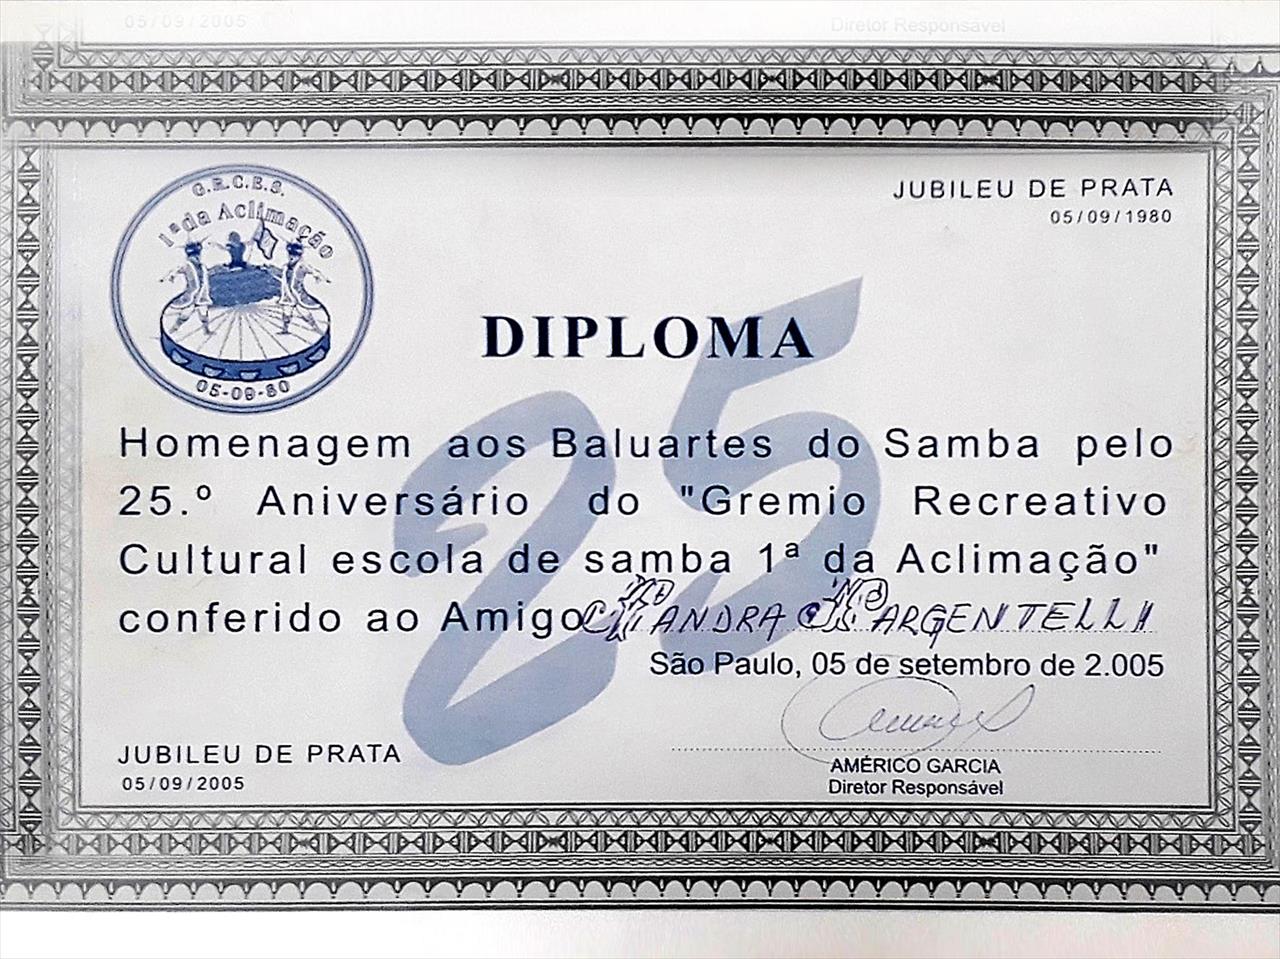 05/09/2005
Diretor Responsável
G.R.C.E.S.
1ª da Aclimação
05-09-80
JUBILEU DE PRATA
05/09/1980
DIPLOMA
25
Homenagem aos Baluartes do Samba pelo
25.º Aniversário do "Gremio Recreativo
Cultural escola de samba 1ª da Aclimação"
conferido ao Amigo SARGENTELLI
São Paulo, 05 de setembro de 2.005
JUBILEU DE PRATA
05/09/2005
AMÉRICO GARCIA
Diretor Responsável